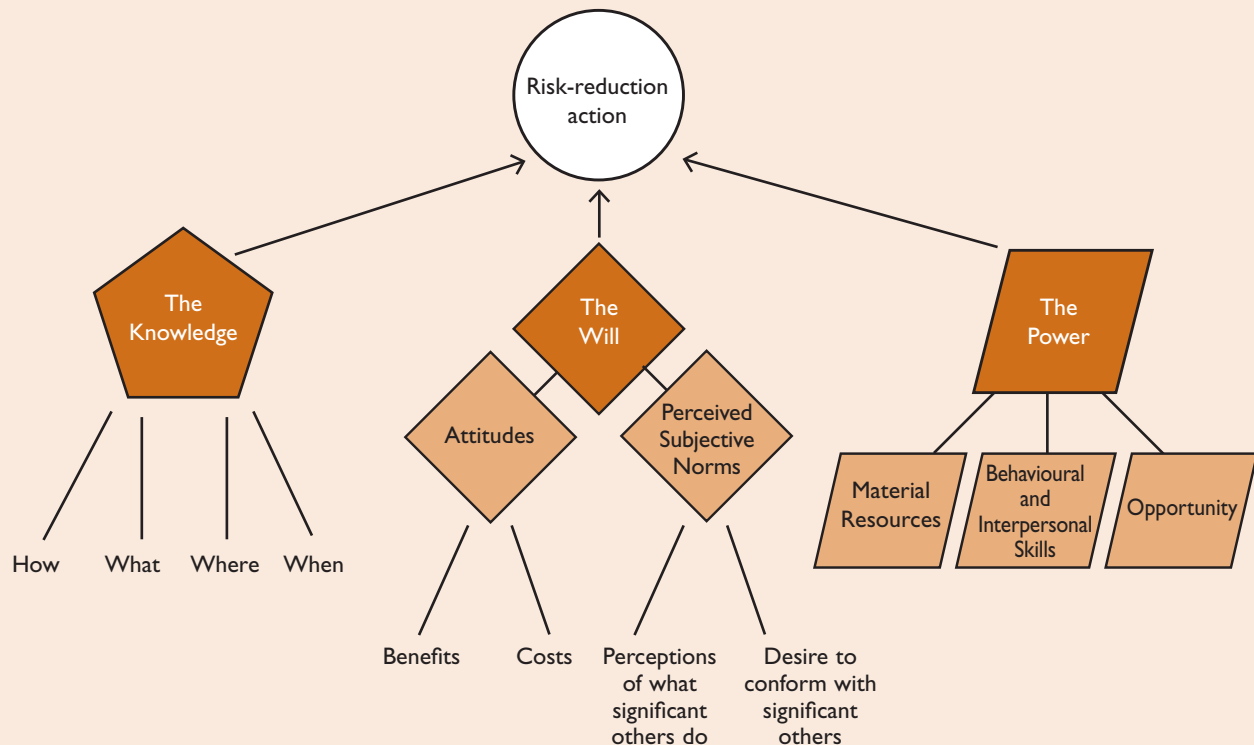 Risk-reduction
action
The
Knowledge
The
Will
The
Power
Attitudes
Perceived
Subjective
Norms
Material
Resources
Behavioural
and
Interpersonal
Skills
Opportunity
How
What
Where
When
Benefits
Costs
Perceptions
of what
significant
others do
Desire to
conform with
significant
others